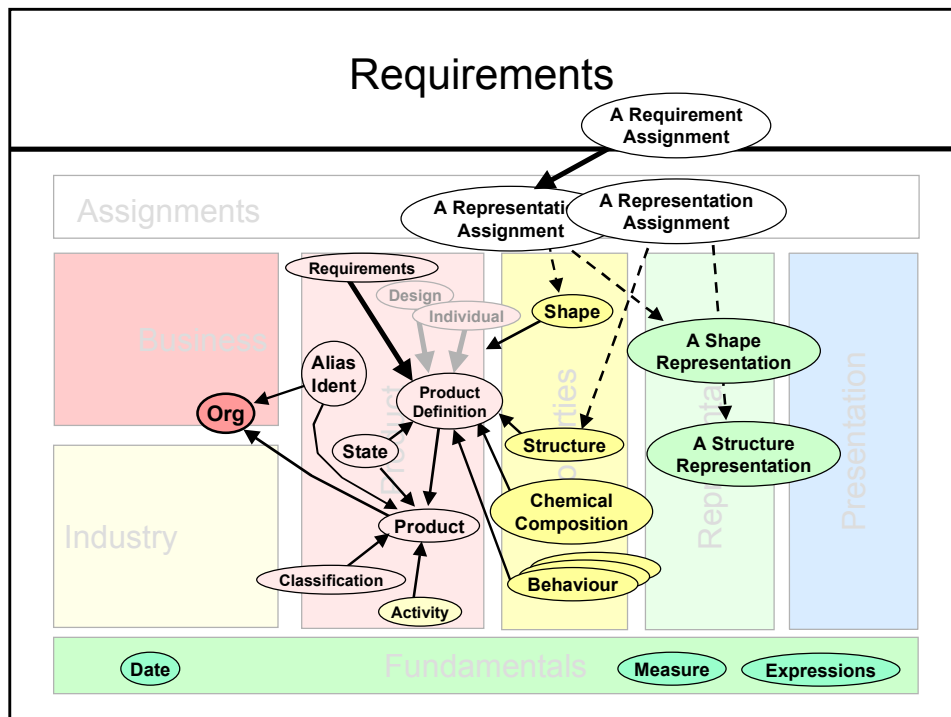 Requirements
A Requirement
Assignment
Assignments
A Representati
Assignment
A Representation
Assignment
Requirements
Design
Individual
Shape
Business
Alias
Ident
A Shape
Representation
Product
Definition
Org
Structure
A Structure
Representation
State
Product
Chemical
Composition
Product
Industry
Presentation
Classification
Behaviour
Activity
Fundamentals
Date
Measure
Expressions